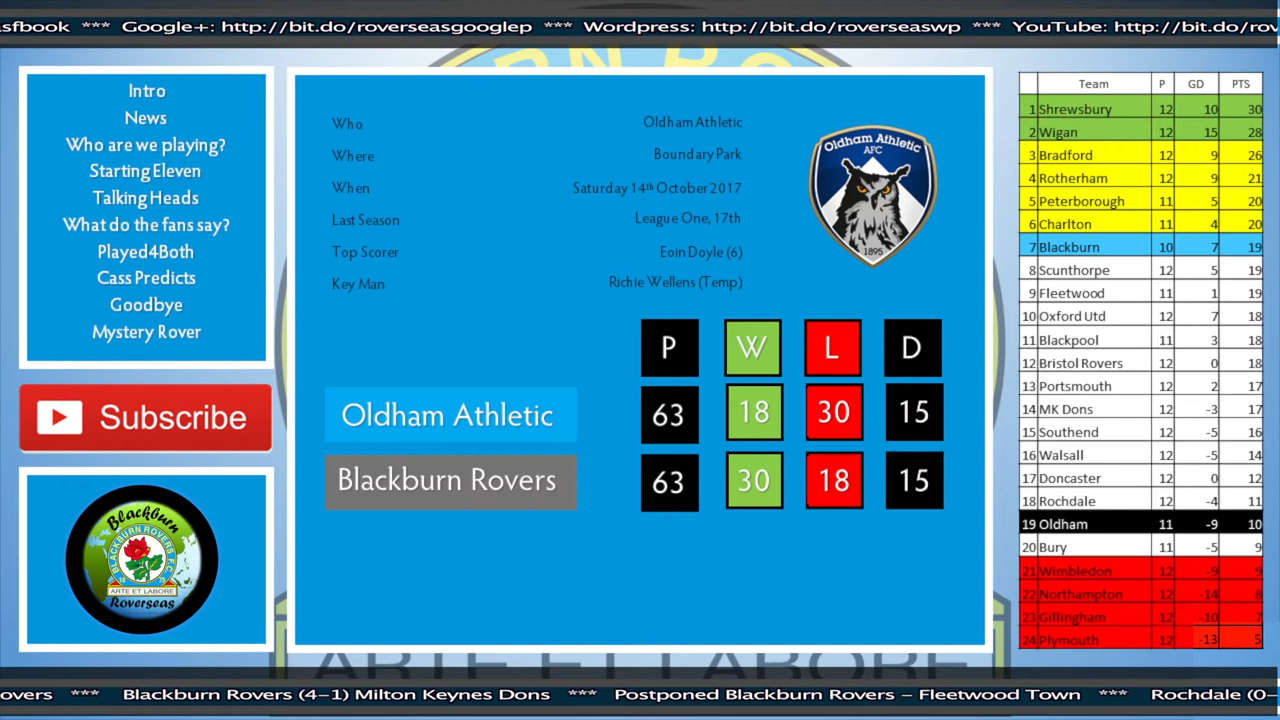 asfbook *** Google+: http://bit.do/roverseasgooglep *** Wordpress: http://bit.do/roverseaswp *** YouTube: http://bit.do/rov
Intro
News
Who are we playing?
Starting Eleven
Talking Heads
What do the fans say?
Played4Both
Cass Predicts
Goodbye
Mystery Rover
Subscribe
Blackburn
BLACKBURN ROVERS F.C.
18 75
ARTE ET LABORE
Roverseas
Who Oldham Athletic
Where Boundary Park
When Saturday 14th October 2017
Last Season League One, 17th
Top Scorer Eoin Doyle (6)
Key Man Richie Wellens (Temp)
Oldham Athletic
AFC
1895
P W L D
Oldham Athletic 63 18 30 15
Blackburn Rovers 63 30 18 15
Team P GD PTS
1 Shrewsbury 12 10 30
2 Wigan 12 15 28
3 Bradford 12 9 26
4 Rotherham 12 9 21
5 Peterborough 11 5 20
6 Charlton 11 4 20
7 Blackburn 10 7 19
8 Scunthorpe 12 5 19
9 Fleetwood 11 1 19
10 Oxford Utd 12 7 18
11 Blackpool 11 3 18
12 Bristol Rovers 12 0 18
13 Portsmouth 12 2 17
14 MK Dons 12 -3 17
15 Southend 12 -5 16
16 Walsall 12 -5 14
17 Doncaster 12 0 12
18 Rochdale 12 -4 11
19 Oldham 11 -9 10
20 Bury 11 -5 9
21 Wimbledon 12 -9 9
22 Northampton 12 -14 8
23 Gillingham 12 -10 7
24 Plymouth 12 -13 5
ARTE ET LABORE
overs *** Blackburn Rovers (4–1) Milton Keynes Dons *** Postponed Blackburn Rovers – Fleetwood Town *** Rochdale (0–